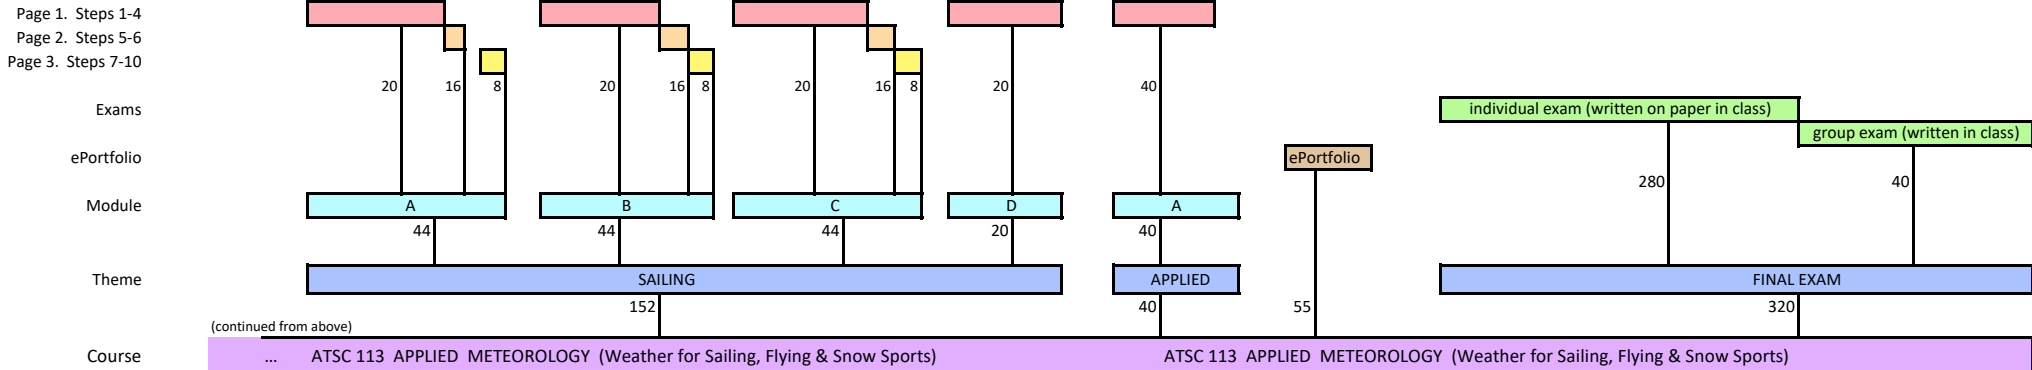 Page 1.  Steps 1-4
Page 2.  Steps 5-6
Page 3.  Steps 7-10
20 16 8 20 16 8 20 16 8 20 40
Exams individual exam (written on paper in class)
group exam (written in class)
ePortfolio ePortfolio
280 40
Module A B C D A
44 44 44 20 40
Theme SAILING APPLIED FINAL EXAM
152 40 55 320
(continued from above)
Course ... ATSC 113  APPLIED  METEOROLOGY  (Weather for Sailing, Flying & Snow Sports) ATSC 113  APPLIED  METEOROLOGY  (Weather for Sailing, Flying & Snow Sports)